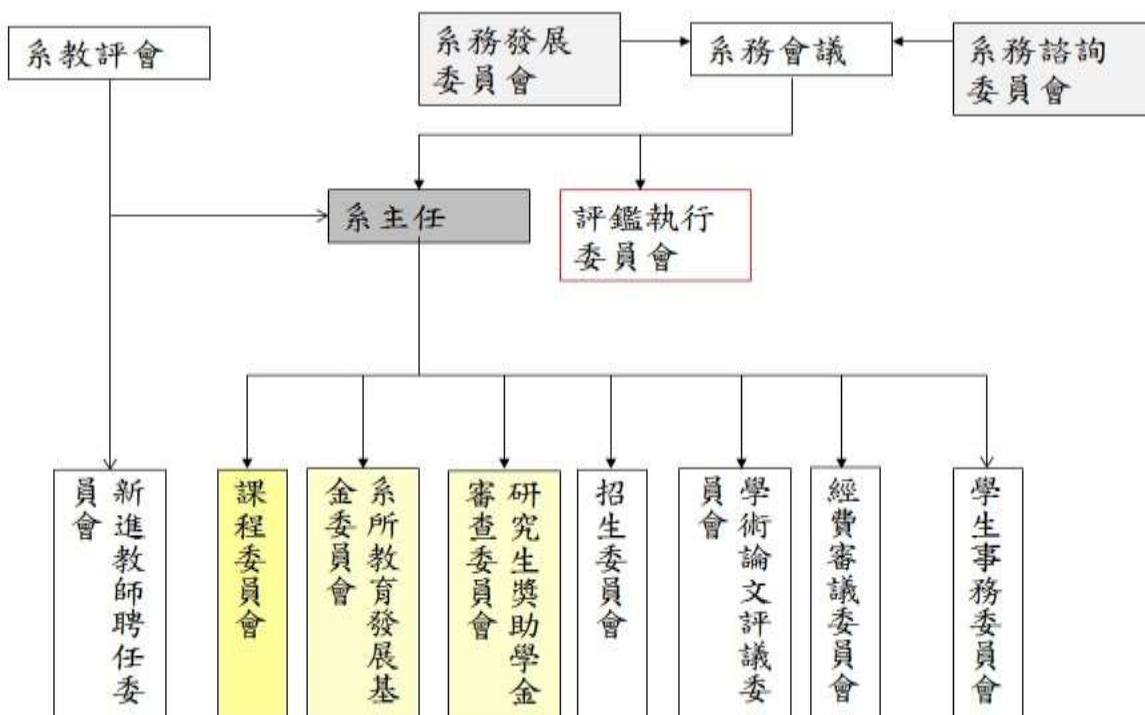 系教評會
系務發展
委員會
系務會議
系務諮詢
委員會
系主任
評鑑執行
委員會
新進教師聘任委
員會
課程委員會
系所教育發展基
金委員會
研究生獎助學金
審查委員會
招生委員會
學術論文評議委
員會
經費審議委員會
學生事務委員會